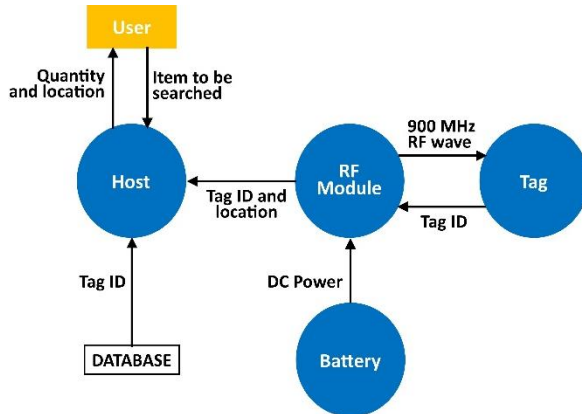 User
Quantity
and location
Item to be
searched
900 MHz
RF wave
Host
RF
Module
Tag
Tag ID and
location
Tag ID
Tag ID
DC Power
DATABASE
Battery